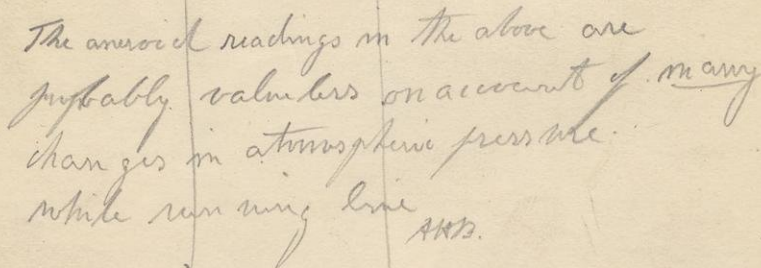 The aneroid readings in the above are
probably valueless on account of many
changes in atmospheric pressure.
while running line
AHB.